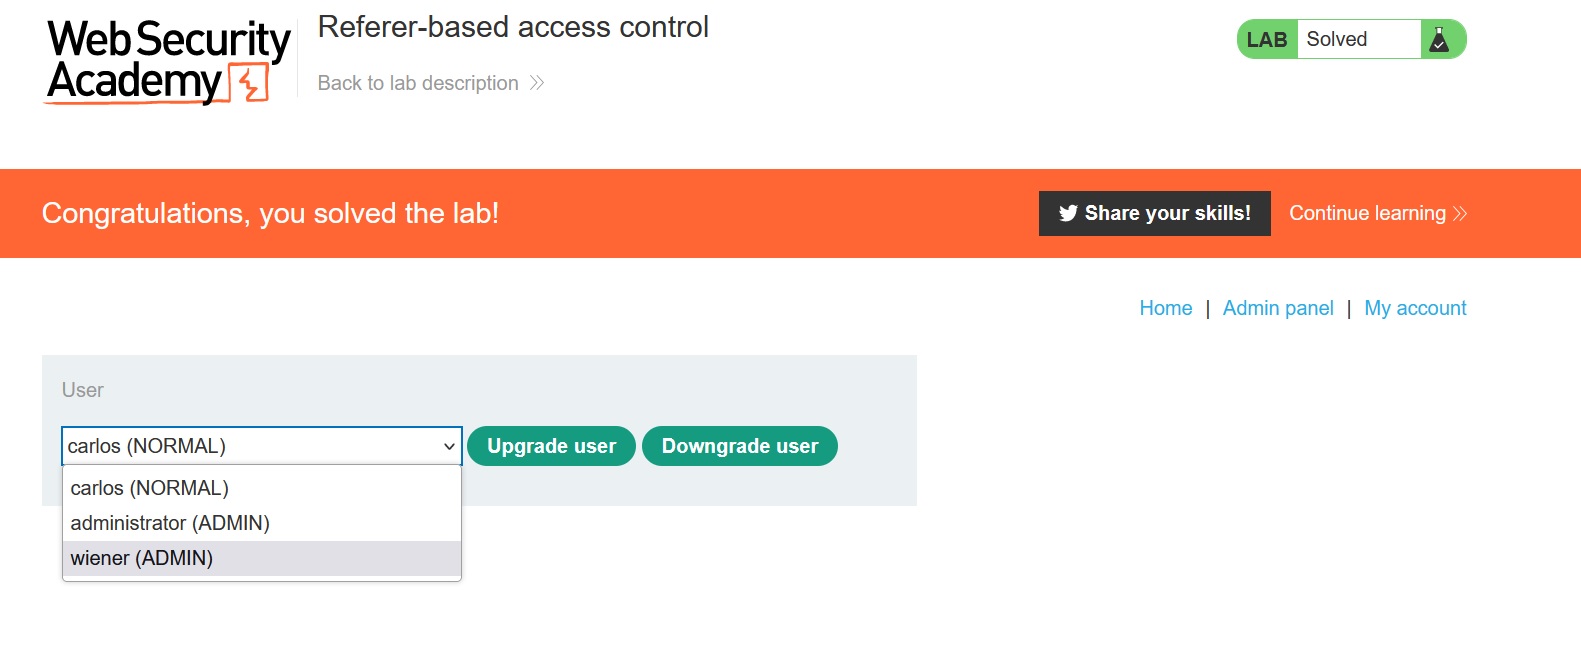 Web Security
Academy
Referer-based access control
Back to lab description
LAB Solved
Congratulations, you solved the lab!
Share your skills!
Continue learning
Home | Admin panel | My account
User
carlos (NORMAL)
Upgrade user
Downgrade user
carlos (NORMAL)
administrator (ADMIN)
wiener (ADMIN)